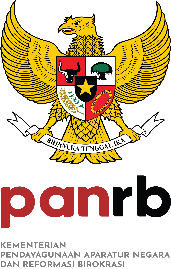 BHINNEKA TUNGGAL IKA
panrb
KEMENTERIAN
PENDAYAGUNAAN APARATUR NEGARA
DAN REFORMASI BIROKRASI